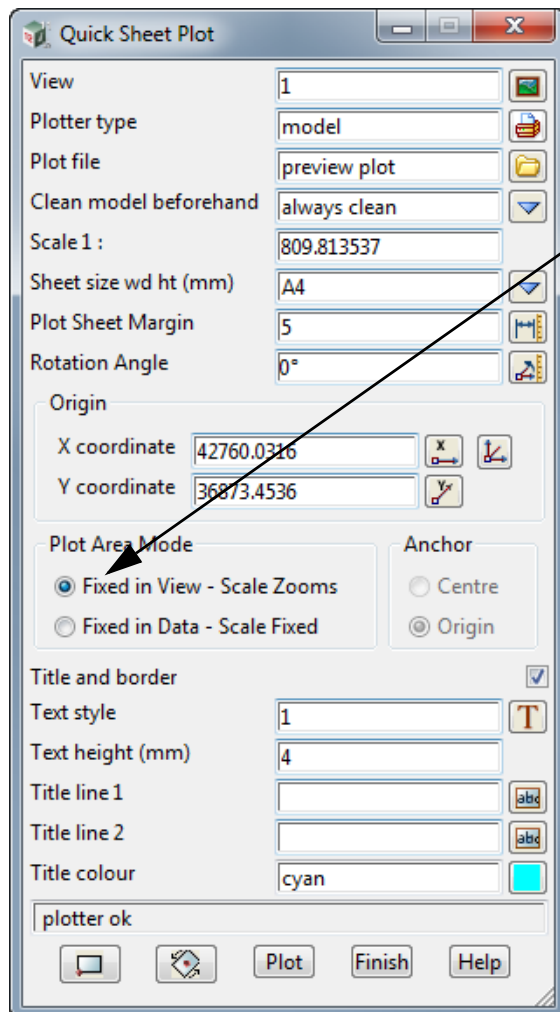 Quick Sheet Plot
View 1
Plotter type model
Plot file preview plot
Clean model beforehand always clean
Scale 1 : 809.813537
Sheet size wd ht (mm) A4
Plot Sheet Margin 5
Rotation Angle 0°
Origin
X coordinate 42760.0316 X
Y coordinate 36873.4536 Y
Plot Area Mode Anchor
Fixed in View - Scale Zooms Centre
Fixed in Data - Scale Fixed Origin
Title and border
Text style 1 T
Text height (mm) 4
Title line 1 abc
Title line 2 abc
Title colour cyan
plotter ok
Plot Finish Help